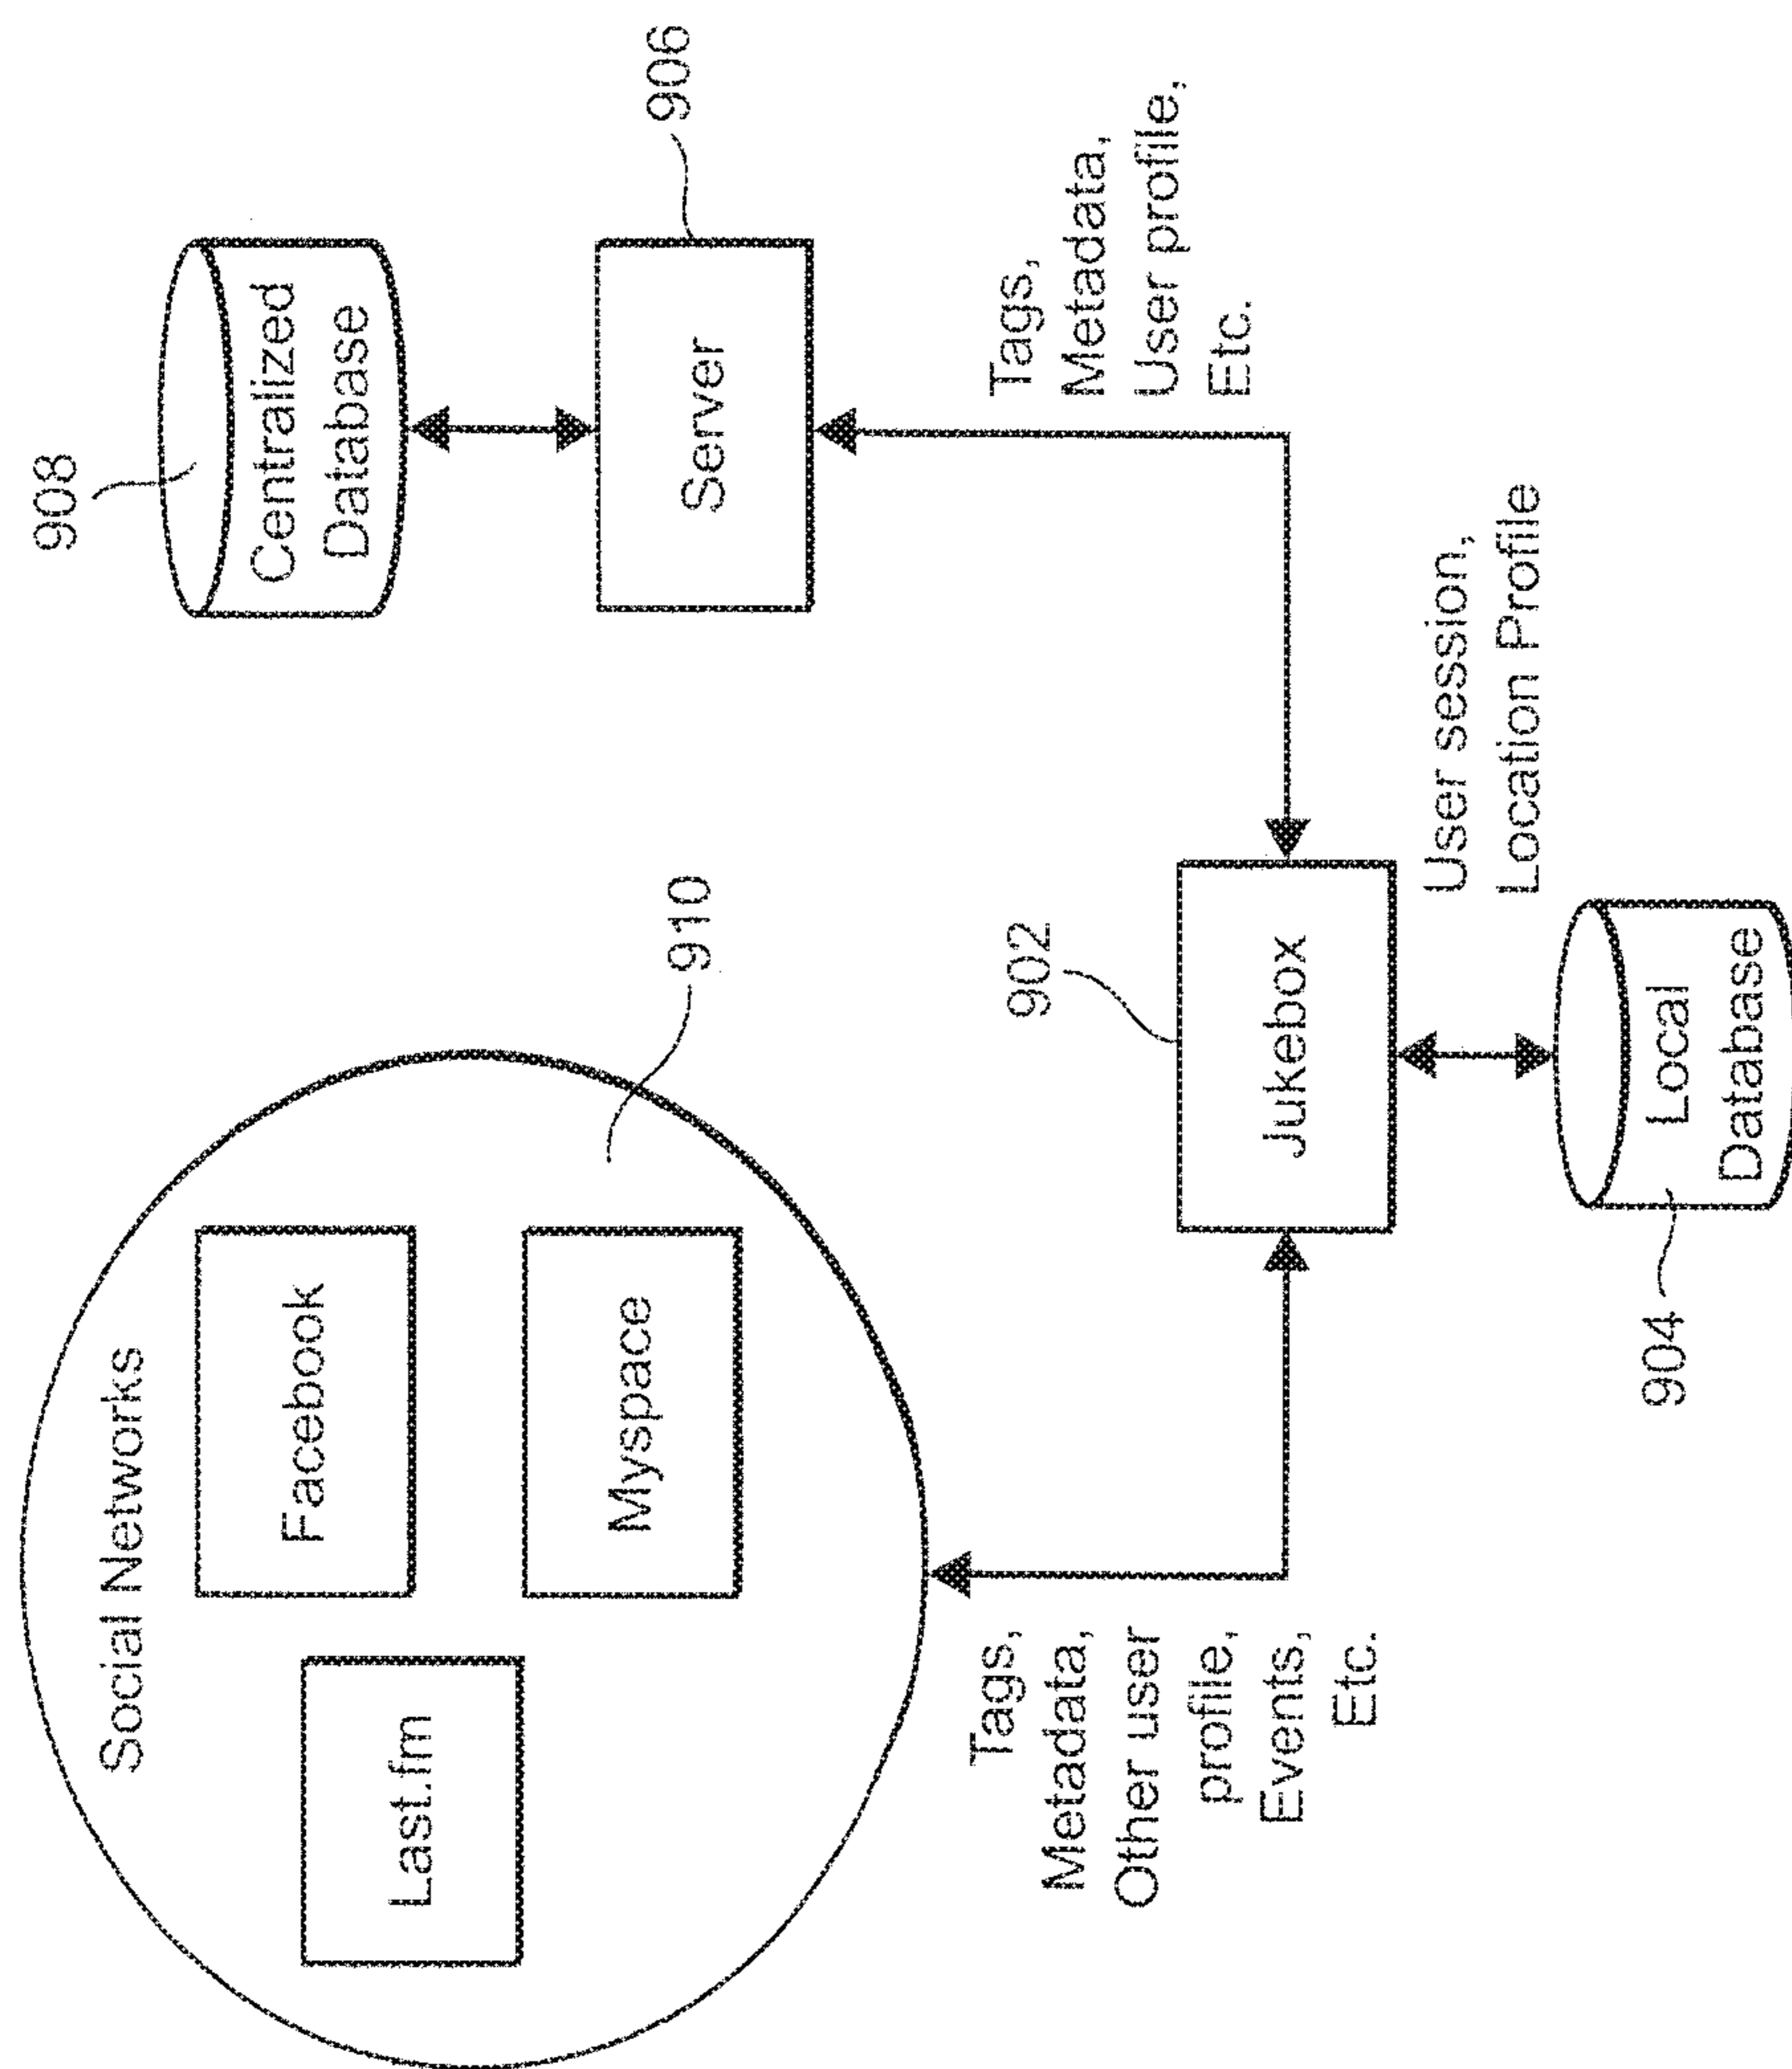 Social Networks
Last.fm
Facebook
Myspace
910
908
Centralized
Database
Server
906
Tags,
Metadata,
Other user
profile,
Events,
Etc.
902
Jukebox
Tags,
Metadata,
User profile,
Etc.
User session,
Location Profile
904
Local
Database